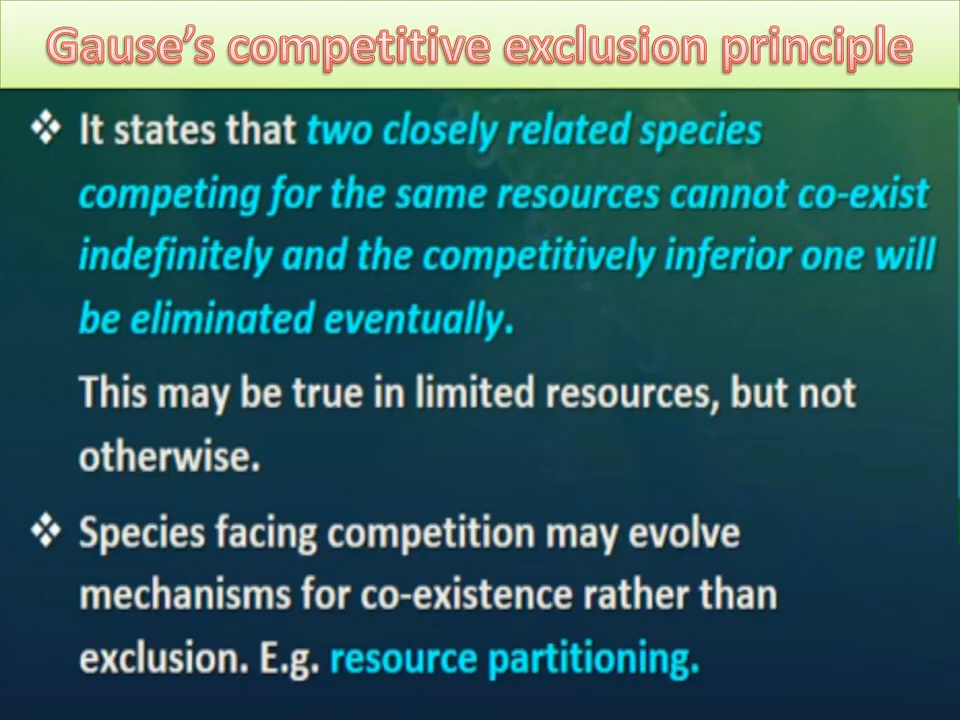 Gause's competitive exclusion principle
❖ It states that two closely related species
competing for the same resources cannot co-exist
indefinitely and the competitively inferior one will
be eliminated eventually.
This may be true in limited resources, but not
otherwise.
❖ Species facing competition may evolve
mechanisms for co-existence rather than
exclusion. E.g. resource partitioning.